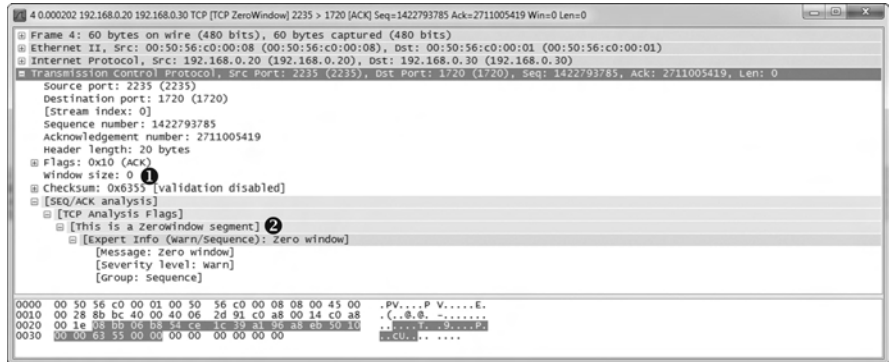 4 0.000202 192.168.0.20 192.168.0.30 TCP [TCP ZeroWindow] 2235 > 1720 [ACK] Seq=1422793785 Ack=2711005419 Win=0 Len=0
Frame 4: 60 bytes on wire (480 bits), 60 bytes captured (480 bits)
Ethernet II, Src: 00:50:56:c0:00:08 (00:50:56:c0:00:08), Dst: 00:50:56:c0:00:01 (00:50:56:c0:00:01)
Internet Protocol, Src: 192.168.0.20 (192.168.0.20), Dst: 192.168.0.30 (192.168.0.30)
Transmission Control Protocol, Src Port: 2235 (2235), Dst Port: 1720 (1720), Seq: 1422793785, Ack: 2711005419, Len: 0
Source port: 2235 (2235)
Destination port: 1720 (1720)
[Stream index: 0]
Sequence number: 1422793785
Acknowledgement number: 2711005419
Header length: 20 bytes
Flags: 0x10 (ACK)
Window size: 0 ❶
Checksum: 0x6355 [validation disabled]
[SEQ/ACK analysis]
[TCP Analysis Flags]
[This is a ZeroWindow segment] ❷
[Expert Info (Warn/Sequence): Zero window]
[Message: Zero window]
[Severity level: Warn]
[Group: Sequence]
0000 00 50 56 c0 00 01 00 50 56 c0 00 08 08 00 45 00 .PV....P V.....E.
0010 00 28 8b bc 40 00 40 06 2d 91 c0 a8 00 14 c0 a8 .(..@.@. -.......
0020 00 1e 08 bb 06 b8 54 ce 1c 39 a1 96 a8 eb 50 10 ......T. .9....P.
0030 00 00 63 55 00 00 00 00 00 00 00 00 ..cU.... ....